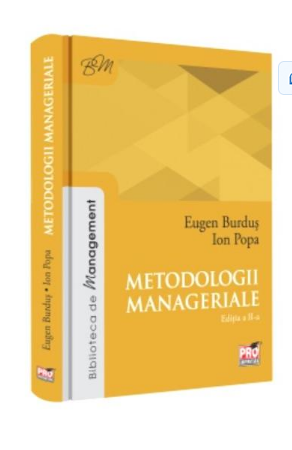 METODOLOGII MANAGERIALE
Eugen Burduș • Ion Popa
PRO
BM
Biblioteca de Management
Eugen Burduș
Ion Popa
METODOLOGII
MANAGERIALE
Ediția a II-a
PRO